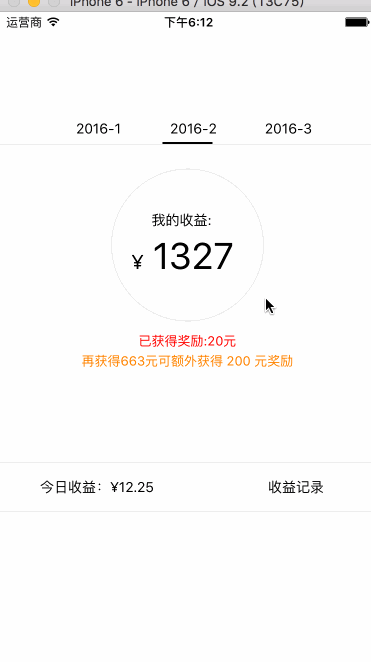 iPhone 6 - iPhone 6 / iOS 9.2 (13C75)
运营商 下午6:12
2016-1 2016-2 2016-3
我的收益:
¥ 1327
已获得奖励:20元
再获得663元可额外获得 200 元奖励
今日收益：¥12.25 收益记录